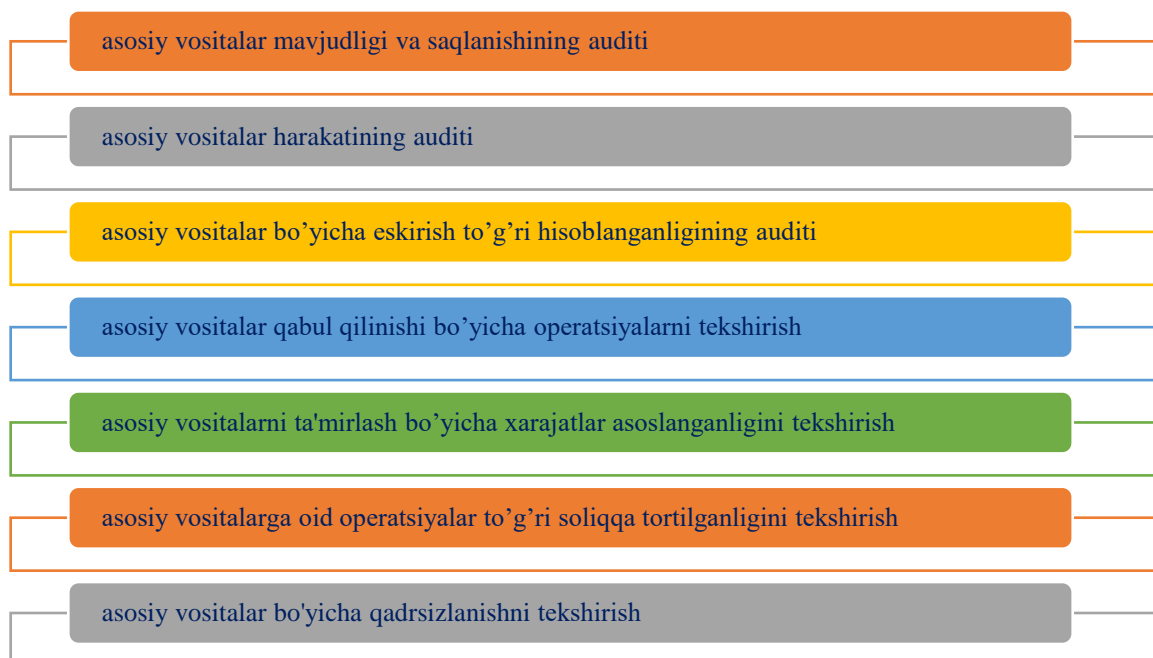 asosiy vositalar mavjudligi va saqlanishining auditi
asosiy vositalar harakatining auditi
asosiy vositalar bo’yicha eskirish to’g’ri hisoblanganligining auditi
asosiy vositalar qabul qilinishi bo’yicha operatsiyalarni tekshirish
asosiy vositalarni ta'mirlash bo’yicha xarajatlar asoslanganligini tekshirish
asosiy vositalarga oid operatsiyalar to’g’ri soliqqa tortilganligini tekshirish
asosiy vositalar bo'yicha qadrsizlanishni tekshirish